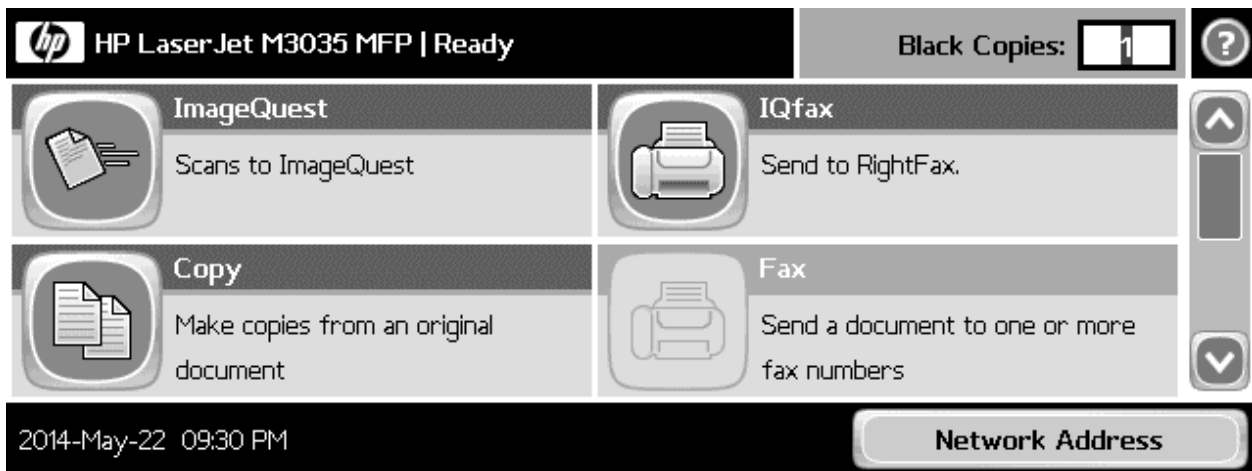 hp HP LaserJet M3035 MFP | Ready
Black Copies: 1
?
ImageQuest
Scans to ImageQuest
IQfax
Send to RightFax.
Copy
Make copies from an original
document
Fax
Send a document to one or more
fax numbers
2014-May-22 09:30 PM
Network Address